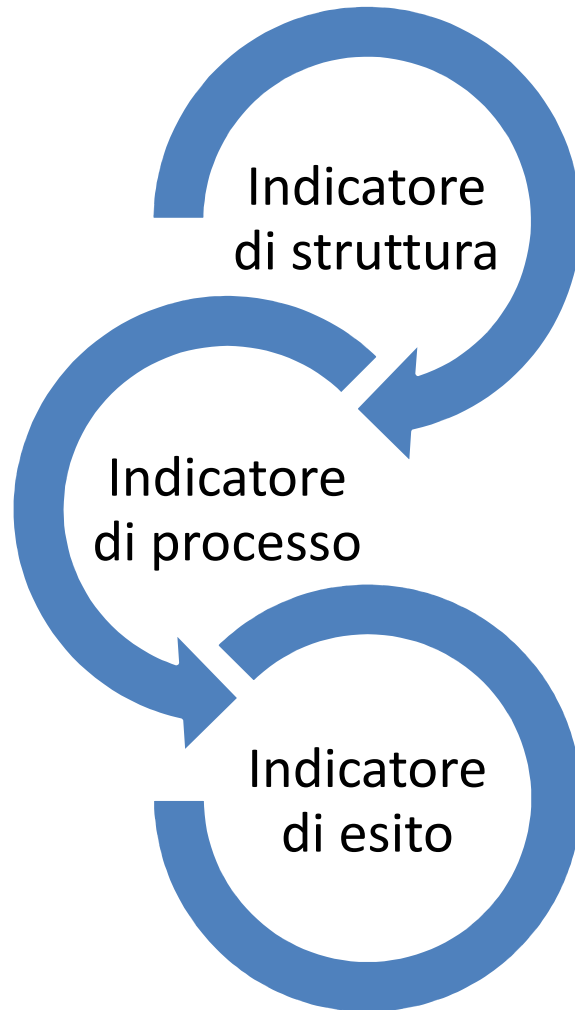 Indicatore
di struttura
Indicatore
di processo
Indicatore
di esito